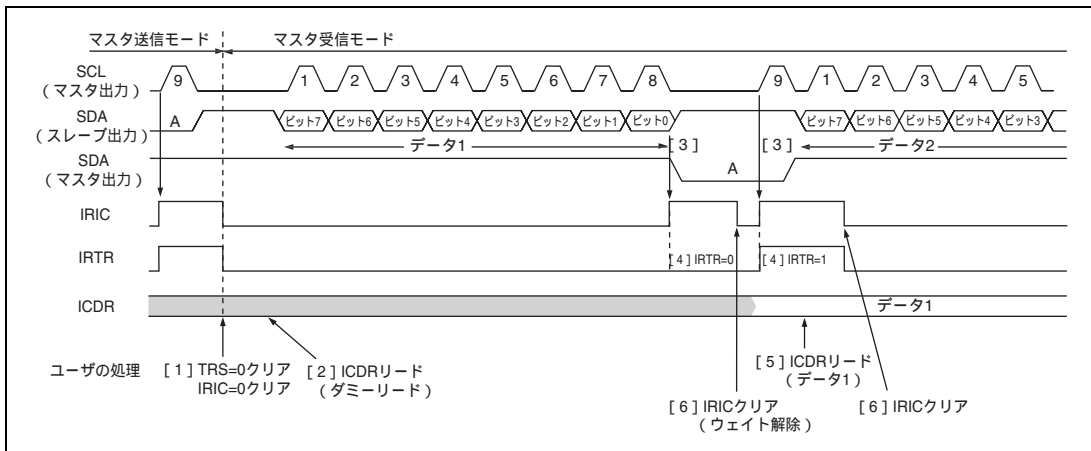 マスタ送信モード マスタ受信モード
SCL
（マスタ出力）
9 1 2 3 4 5 6 7 8 9 1 2 3 4 5
SDA
（スレーブ出力）
A ビット7 ビット6 ビット5 ビット4 ビット3 ビット2 ビット1 ビット0 ビット7 ビット6 ビット5 ビット4 ビット3
データ1 [ 3 ] [ 3 ] データ2
SDA
（マスタ出力）
A
IRIC
IRTR
[ 4 ] IRTR=0 [ 4 ] IRTR=1
ICDR
データ1
ユーザの処理
[ 1 ] TRS=0クリア
IRIC=0クリア
[ 2 ] ICDRリード
（ダミーリード）
[ 5 ] ICDRリード
（データ1）
[ 6 ] IRICクリア
（ウェイト解除）
[ 6 ] IRICクリア